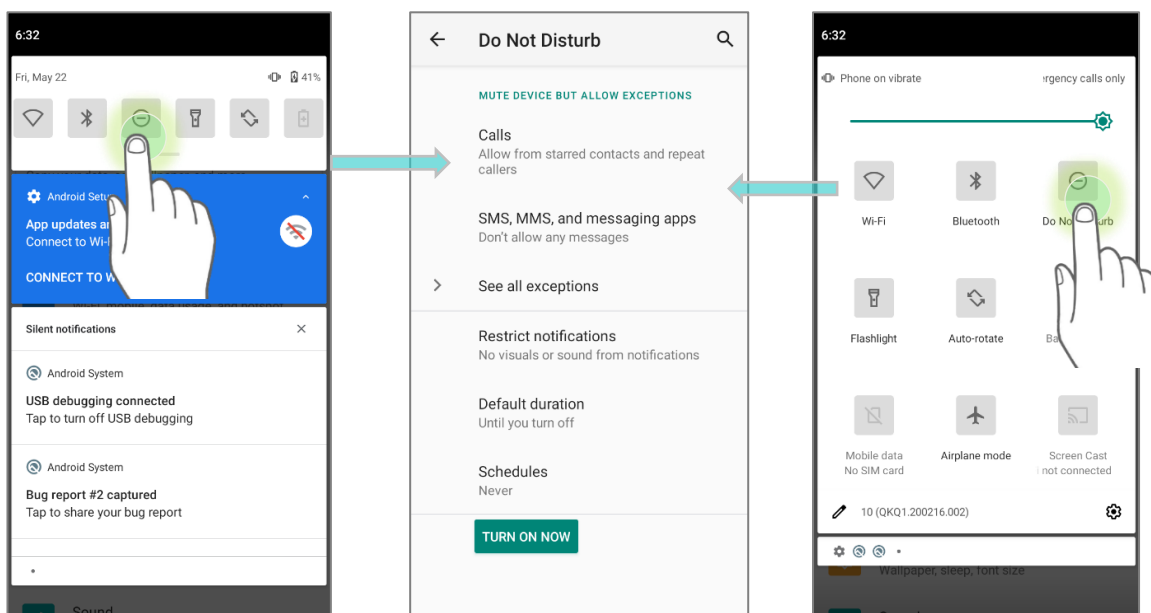 6:32
Fri, May 22
41%
Android Setu
App updates an
Connect to Wi-F
CONNECT TO W
Silent notifications
Android System
USB debugging connected
Tap to turn off USB debugging
Android System
Bug report #2 captured
Tap to share your bug report
Sound
Do Not Disturb
MUTE DEVICE BUT ALLOW EXCEPTIONS
Calls
Allow from starred contacts and repeat
callers
SMS, MMS, and messaging apps
Don't allow any messages
See all exceptions
Restrict notifications
No visuals or sound from notifications
Default duration
Until you turn off
Schedules
Never
TURN ON NOW
6:32
Phone on vibrate
ergency calls only
Wi-Fi
Bluetooth
Do No urb
Flashlight
Auto-rotate
Ba
Mobile data
No SIM card
Airplane mode
Screen Cast
not connected
10 (QKQ1.200216.002)
Wallpaper, sleep, font size